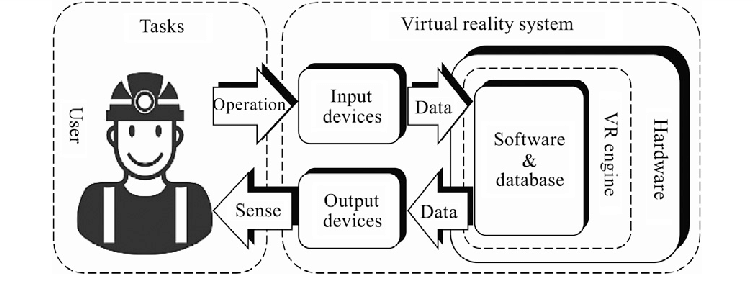 Tasks
User
Operation
Sense
Virtual reality system
Input
devices
Data
Output
devices
Data
Software
&
database
VR engine
Hardware